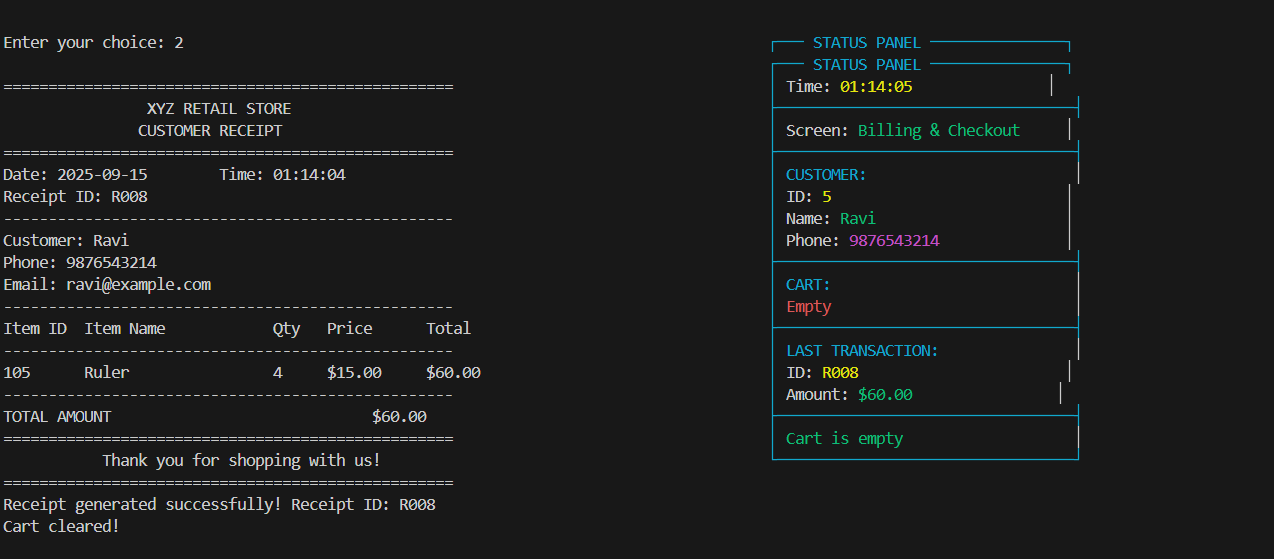 Enter your choice: 2
==================================================
XYZ RETAIL STORE
CUSTOMER RECEIPT
==================================================
Date: 2025-09-15        Time: 01:14:04
Receipt ID: R008
--------------------------------------------------
Customer: Ravi
Phone: 9876543214
Email: ravi@example.com
--------------------------------------------------
Item ID  Item Name            Qty   Price      Total
--------------------------------------------------
105      Ruler                4     $15.00     $60.00
--------------------------------------------------
TOTAL AMOUNT                             $60.00
==================================================
Thank you for shopping with us!
==================================================
Receipt generated successfully! Receipt ID: R008
Cart cleared!
STATUS PANEL
STATUS PANEL
Time: 01:14:05
Screen: Billing & Checkout
CUSTOMER:
ID: 5
Name: Ravi
Phone: 9876543214
CART:
Empty
LAST TRANSACTION:
ID: R008
Amount: $60.00
Cart is empty